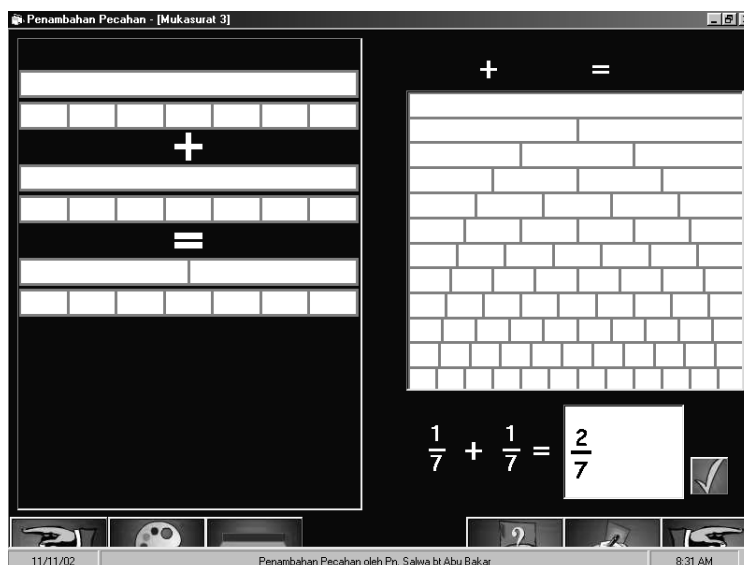 Penambahan Pecahan - [Mukasurat 3]
+
=
+ =
1/7 + 1/7 = 2/7
?
11/11/02 Penambahan Pecahan oleh Pn. Salwa bt Abu Bakar 8:31 AM